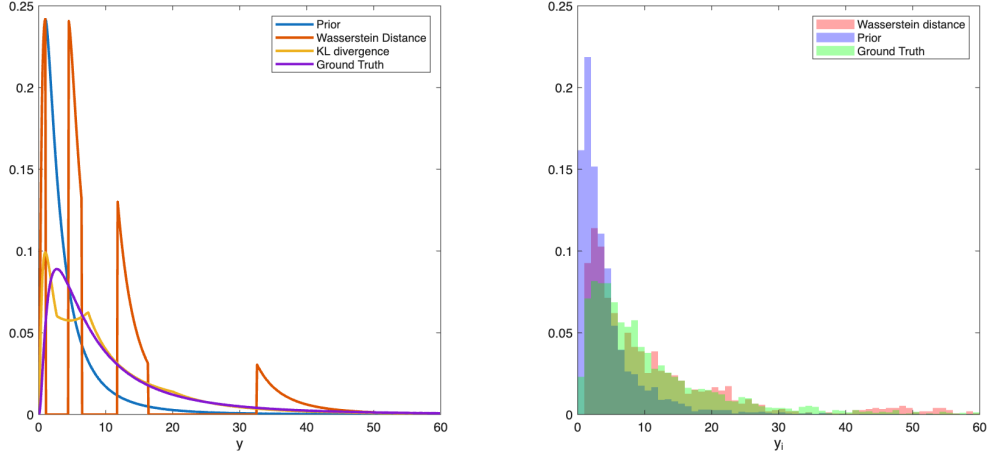 0.25
0.2
0.15
0.1
0.05
0
0 10 20 30 40 50 60
y
Prior
Wasserstein Distance
KL divergence
Ground Truth
0.25
0.2
0.15
0.1
0.05
0
0 10 20 30 40 50 60
yᵢ
Wasserstein distance
Prior
Ground Truth